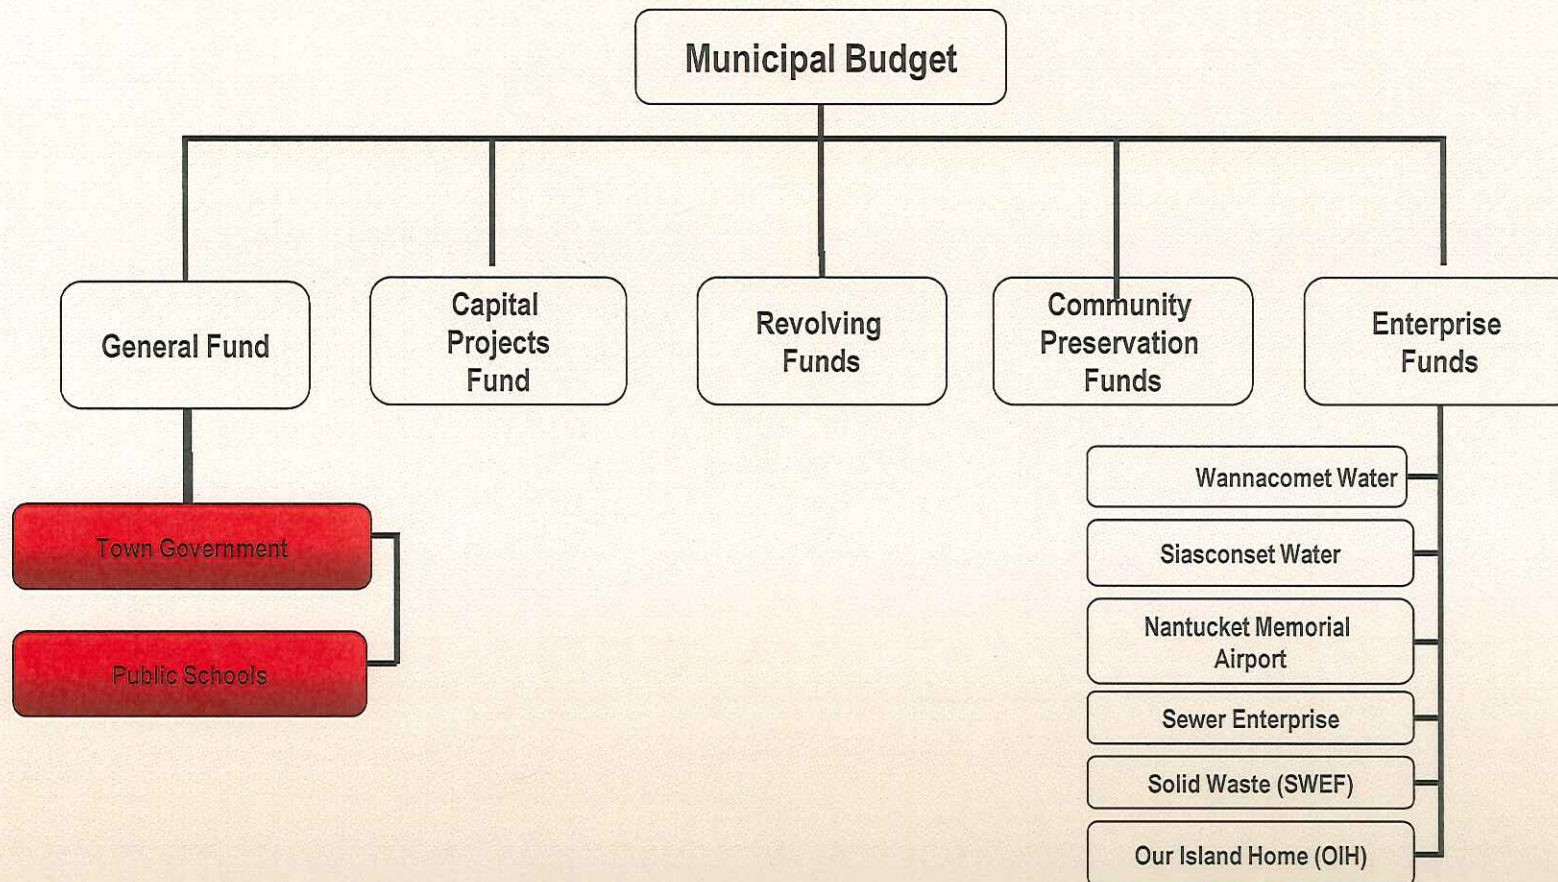 Municipal Budget
General Fund
Capital
Projects
Fund
Revolving
Funds
Community
Preservation
Funds
Enterprise
Funds
Town Government
Public Schools
Wannacomet Water
Siasconset Water
Nantucket Memorial
Airport
Sewer Enterprise
Solid Waste (SWEF)
Our Island Home (OIH)